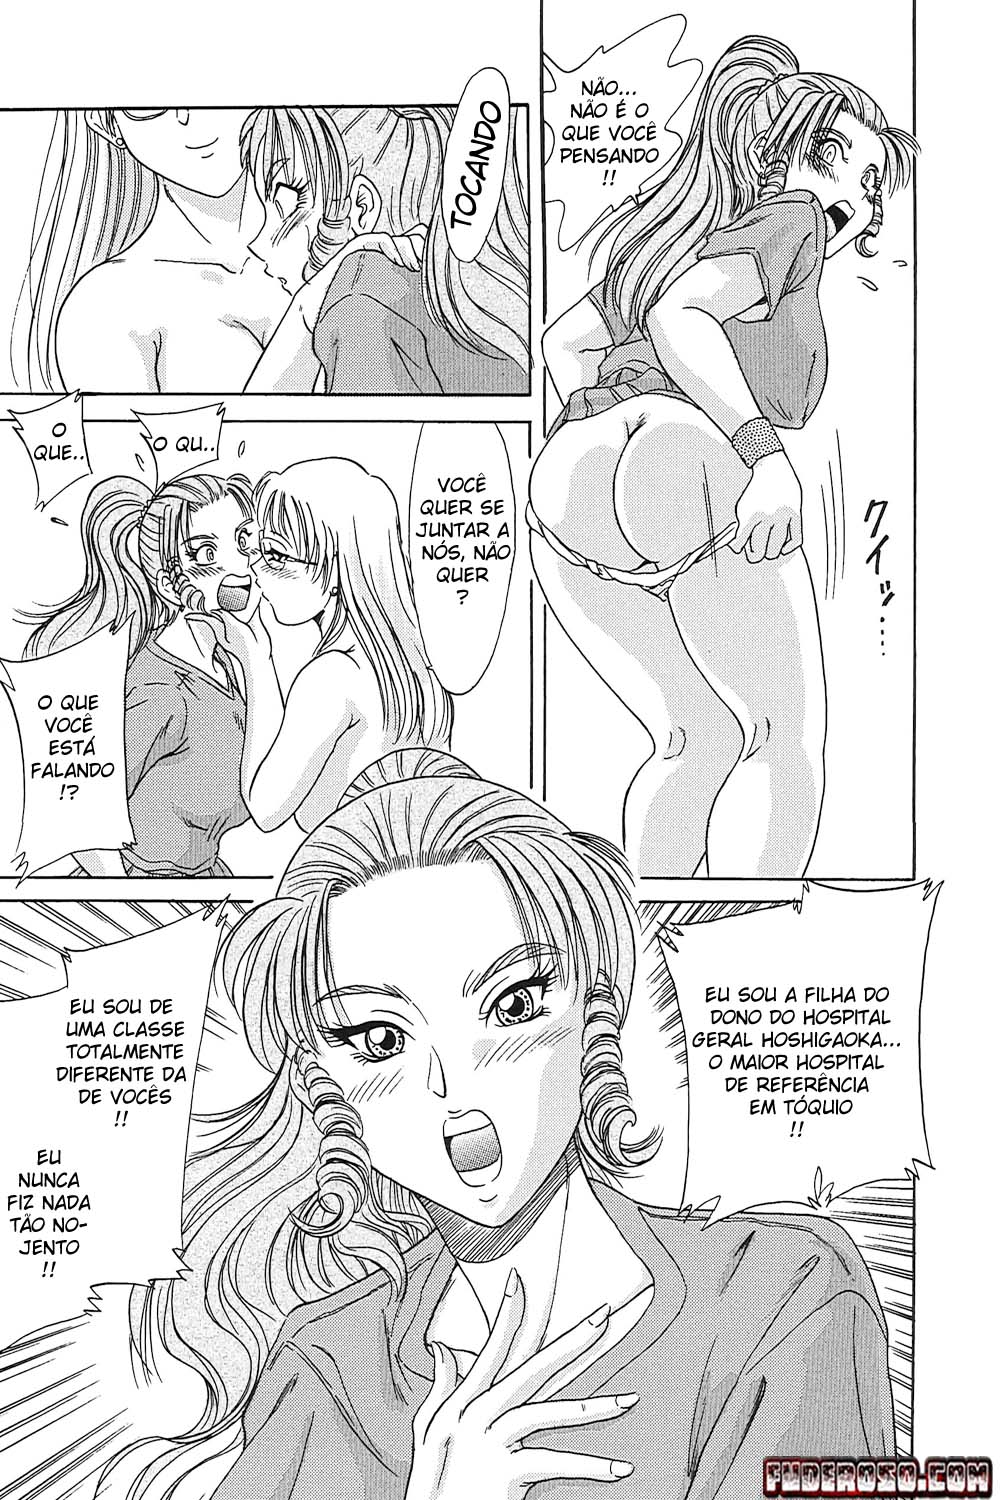 NÃO...
NÃO É O
QUE VOCÊ
PENSANDO
!!
クイッ....
TOCANDO
VOCÊ
QUER SE
JUNTAR A
NÓS, NÃO
QUER
?
O QU..
O
QUE..
O QUE
VOCÊ
ESTÁ
FALANDO
!?
EU SOU A FILHA DO
DONO DO HOSPITAL
GERAL HOSHIGAOKA...
O MAIOR HOSPITAL
DE REFERÊNCIA
EM TÓQUIO
!!
EU SOU DE
UMA CLASSE
TOTALMENTE
DIFERENTE DA
DE VOCÊS
!!
EU
NUNCA
FIZ NADA
TÃO NO-
JENTO
!!
FUDEROSO.COM